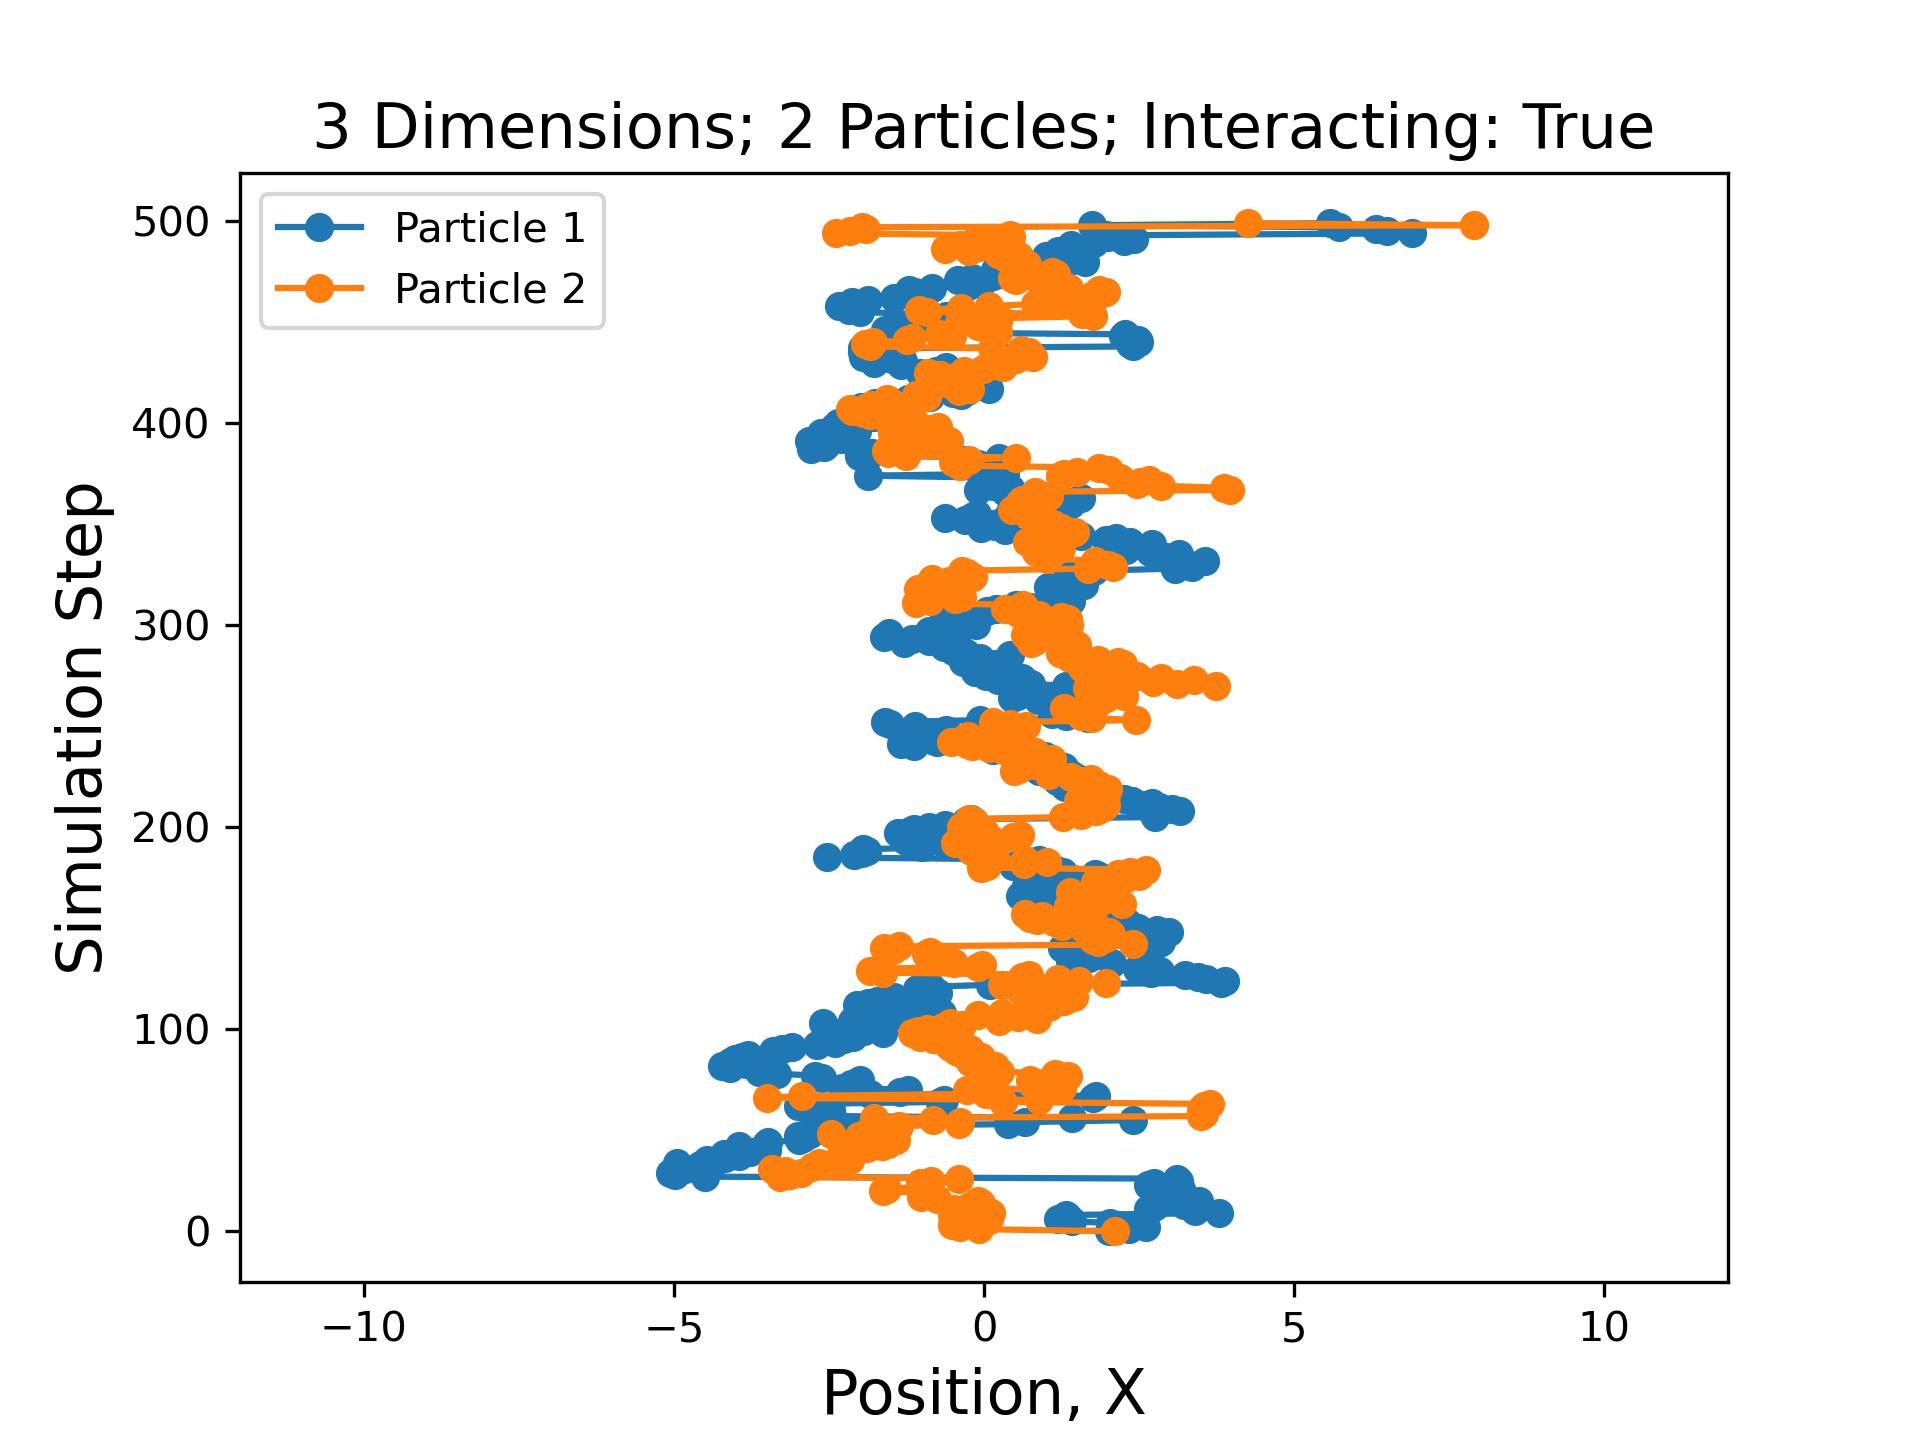 3 Dimensions; 2 Particles; Interacting: True
Particle 1
Particle 2
500
400
300
200
100
0
Simulation Step
−10
−5
0
5
10
Position, X